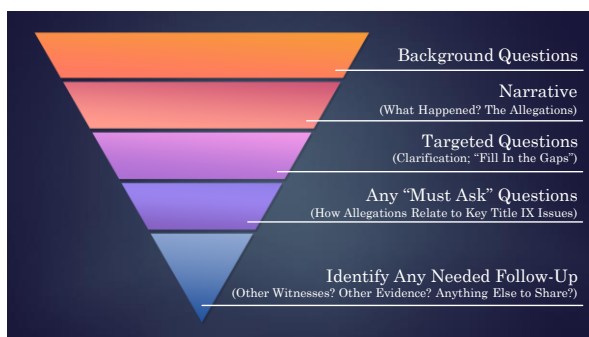 Background Questions
Narrative
(What Happened? The Allegations)
Targeted Questions
(Clarification; “Fill In the Gaps”)
Any “Must Ask” Questions
(How Allegations Relate to Key Title IX Issues)
Identify Any Needed Follow-Up
(Other Witnesses? Other Evidence? Anything Else to Share?)